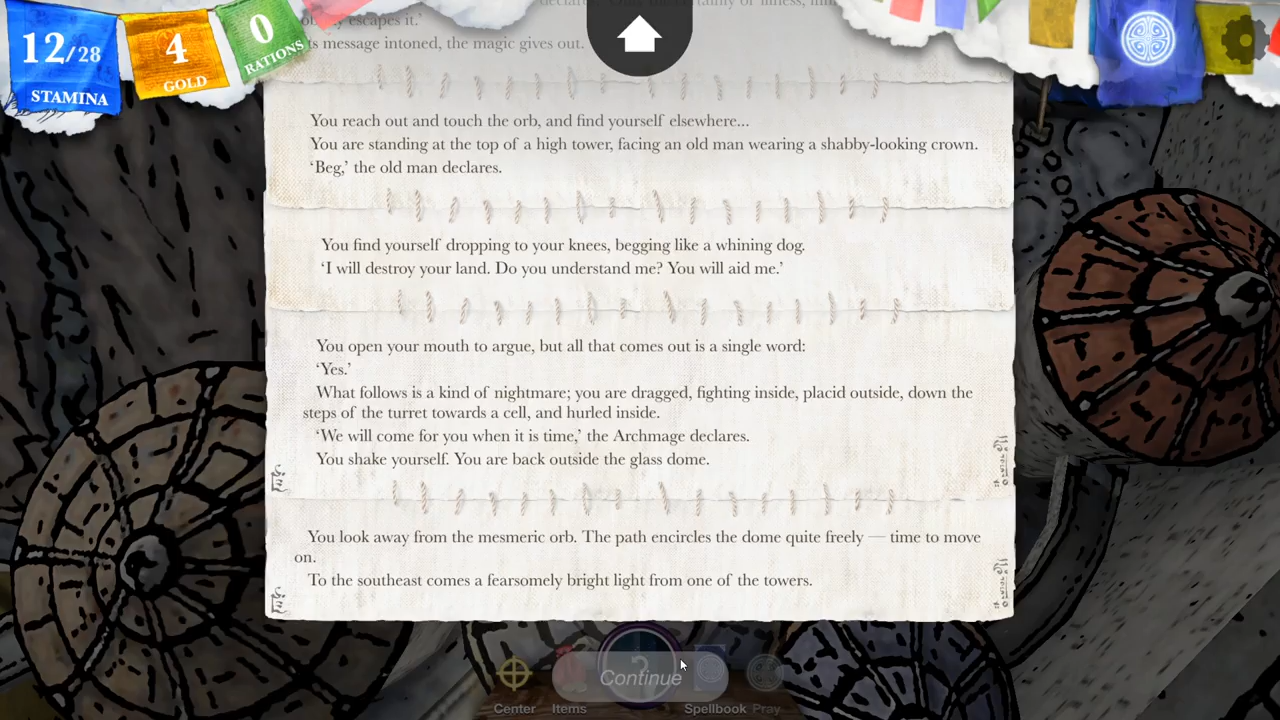 12/28
STAMINA
4
GOLD
0
RATIONS
escapes it.’
message intoned, the magic gives out.
You reach out and touch the orb, and find yourself elsewhere...
You are standing at the top of a high tower, facing an old man wearing a shabby-looking crown.
‘Beg,’ the old man declares.
You find yourself dropping to your knees, begging like a whining dog.
‘I will destroy your land. Do you understand me? You will aid me.’
You open your mouth to argue, but all that comes out is a single word:
‘Yes.’
What follows is a kind of nightmare; you are dragged, fighting inside, placid outside, down the
steps of the turret towards a cell, and hurled inside.
‘We will come for you when it is time,’ the Archmage declares.
You shake yourself. You are back outside the glass dome.
You look away from the mesmeric orb. The path encircles the dome quite freely — time to move
on.
To the southeast comes a fearsomely bright light from one of the towers.
Continue
Center Items Spellbook Pray